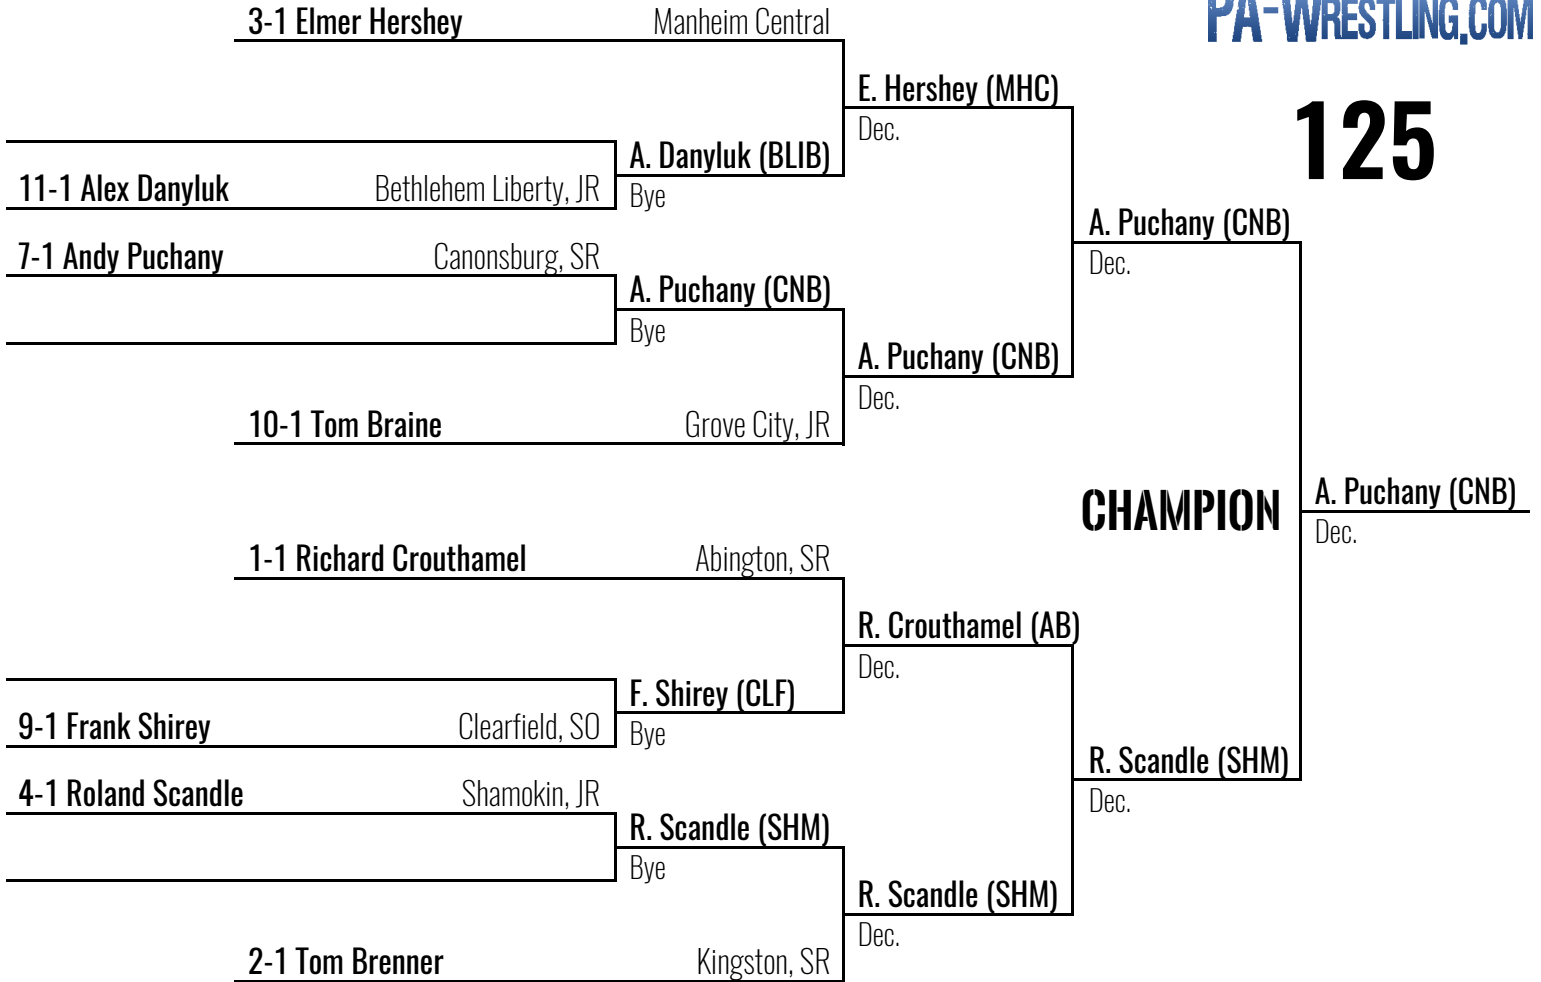 PA-WRESTLING.COM
125
3-1 Elmer Hershey Manheim Central
E. Hershey (MHC)
Dec.
A. Danyluk (BLIB)
11-1 Alex Danyluk Bethlehem Liberty, JR
Bye
A. Puchany (CNB)
Dec.
7-1 Andy Puchany Canonsburg, SR
A. Puchany (CNB)
Bye
A. Puchany (CNB)
Dec.
10-1 Tom Braine Grove City, JR
CHAMPION
A. Puchany (CNB)
Dec.
1-1 Richard Crouthamel Abington, SR
R. Crouthamel (AB)
Dec.
F. Shirey (CLF)
9-1 Frank Shirey Clearfield, SO
Bye
R. Scandle (SHM)
Dec.
4-1 Roland Scandle Shamokin, JR
R. Scandle (SHM)
Bye
R. Scandle (SHM)
Dec.
2-1 Tom Brenner Kingston, SR